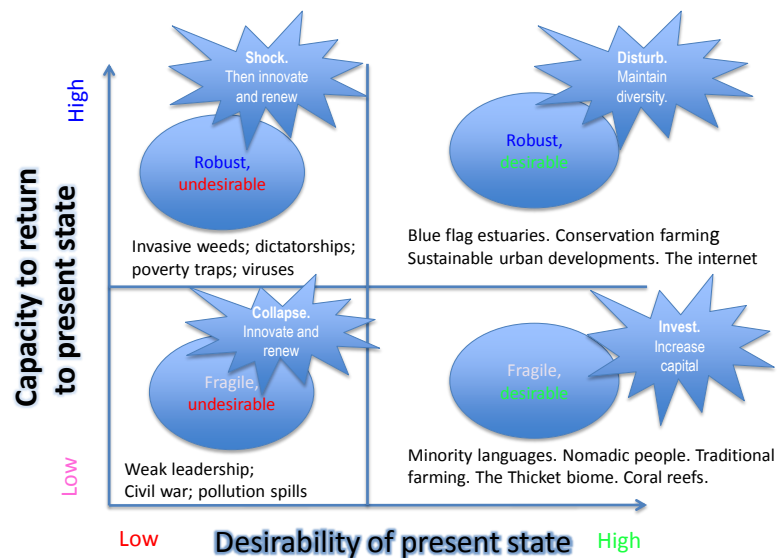 Shock.
Then innovate
and renew
Disturb.
Maintain
diversity.
High
Robust,
undesirable
Robust,
desirable
Invasive weeds; dictatorships;
poverty traps; viruses
Blue flag estuaries. Conservation farming
Sustainable urban developments. The internet
Capacity to return
to present state
Collapse.
Innovate and
renew
Invest.
Increase
capital
Fragile,
undesirable
Fragile,
desirable
Weak leadership;
Civil war; pollution spills
Minority languages. Nomadic people. Traditional
farming. The Thicket biome. Coral reefs.
Low
Low
Desirability of present state
High